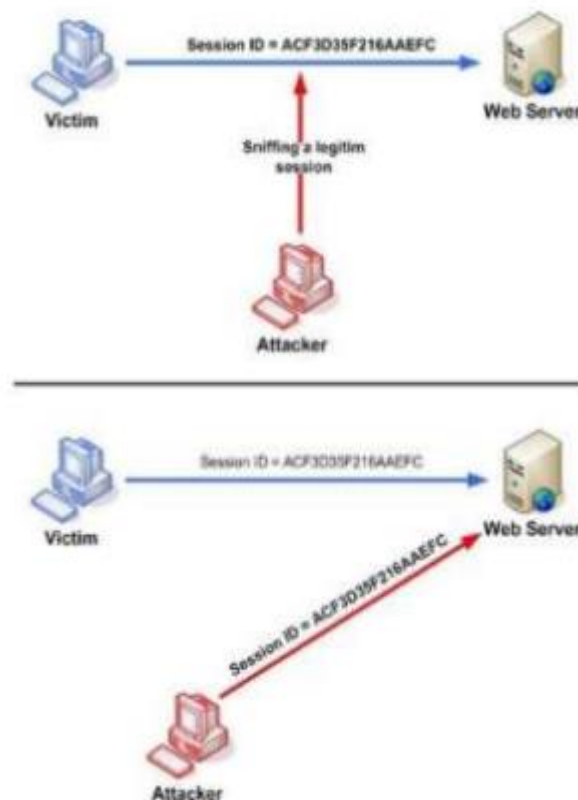 Session ID = ACF3D35F216AAEFC
Victim
Web Server
Sniffing a legitim
session
Attacker
Session ID = ACF3D35F216AAEFC
Victim
Web Server
Session ID = ACF3D35F216AAEFC
Attacker